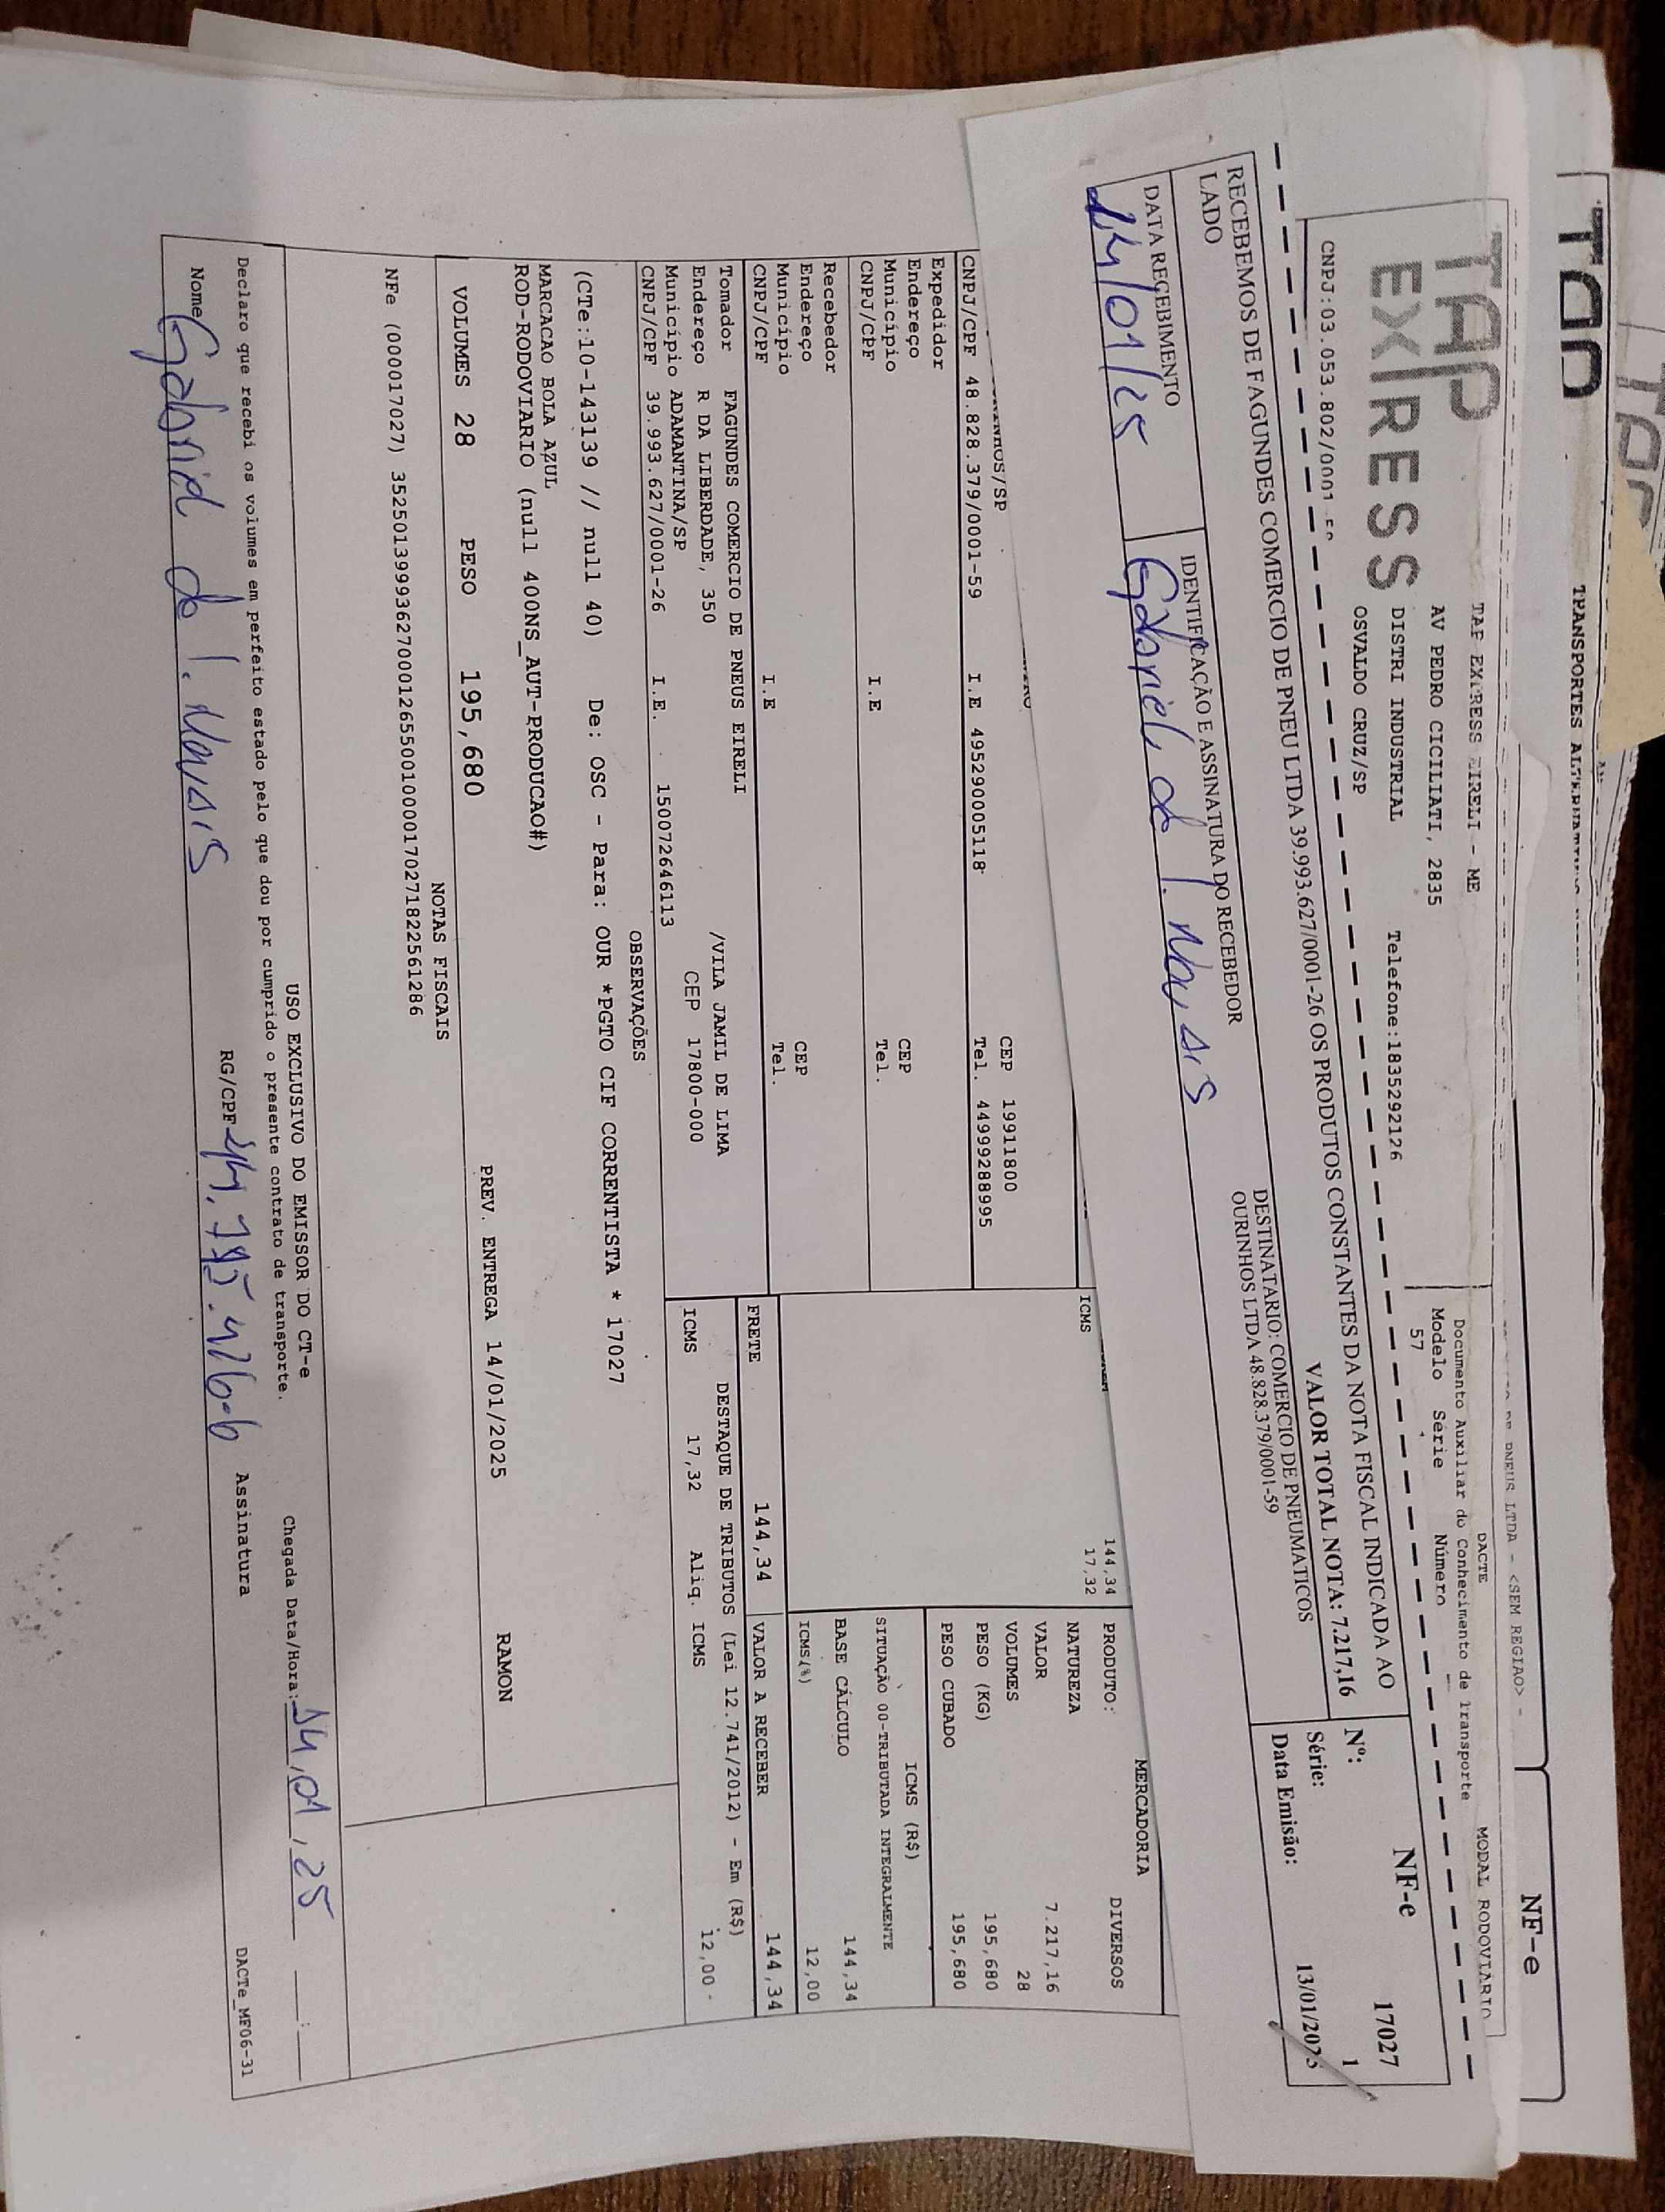 TRANSPORTES
NF-e
TAP
EXPRESS
TAP EXPRESS EIRELI - ME
AV PEDRO CICILIATI, 2835
DISTRI INDUSTRIAL
OSVALDO CRUZ/SP
Telefone:1835292126
CNPJ:03.053.802/0001
DACTE
Documento Auxiliar do Conhecimento de Transporte
MODAL RODOVIÁRIO
Modelo Série Número
57
RECEBEMOS DE FAGUNDES COMERCIO DE PNEU LTDA 39.993.627/0001-26 OS PRODUTOS CONSTANTES DA NOTA FISCAL INDICADA AO
LADO
VALOR TOTAL NOTA: 7.217,16
DESTINATARIO: COMERCIO DE PNEUMATICOS
OURINHOS LTDA 48.828.379/0001-59
DATA RECEBIMENTO
14/01/25
IDENTIFICAÇÃO E ASSINATURA DO RECEBEDOR
Gabriel de
NF-e
Nº: 17027
Série: 1
Data Emissão: 13/01/2025
CEP 19911800
CNPJ/CPF 48.828.379/0001-59 I.E 495290005118 Tel. 44999288995
Expedidor
Endereço CEP
Município Tel.
CNPJ/CPF I.E
Recebedor
Endereço CEP
Município Tel.
CNPJ/CPF I.E
Tomador FAGUNDES COMERCIO DE PNEUS EIRELI
Endereço R DA LIBERDADE, 350 /VILA JAMIL DE LIMA
Município ADAMANTINA/SP CEP 17800-000
CNPJ/CPF 39.993.627/0001-26 I.E. 150072646113
144,34
ICMS 17,32
MERCADORIA
PRODUTO: DIVERSOS
NATUREZA
VALOR 7.217,16
VOLUMES 28
PESO (KG) 195,680
PESO CUBADO 195,680
ICMS (R$)
SITUAÇÃO 00-TRIBUTADA INTEGRALMENTE
BASE CÁLCULO 144,34
ICMS(%) 12,00
FRETE 144,34 VALOR A RECEBER 144,34
DESTAQUE DE TRIBUTOS (Lei 12.741/2012) - Em (R$)
ICMS 17,32 Aliq. ICMS 12,00
OBSERVAÇÕES
(CTe:10-143139 // null 40) De: OSC - Para: OUR *PGTO CIF CORRENTISTA * 17027
MARCACAO BOLA AZUL
ROD-RODOVIARIO (null 400NS_AUT-PRODUCAO#)
VOLUMES 28 PESO 195,680 PREV. ENTREGA 14/01/2025 RAMON
NOTAS FISCAIS
NFe (000017027) 35250139993627000126550010000170271822561286
USO EXCLUSIVO DO EMISSOR DO CT-e
Declaro que recebi os volumes em perfeito estado pelo que dou por cumprido o presente contrato de transporte.
Chegada Data/Hora: 14/01/25
Nome Gabriel de RG/CPF Assinatura
DACTe_MF06-31